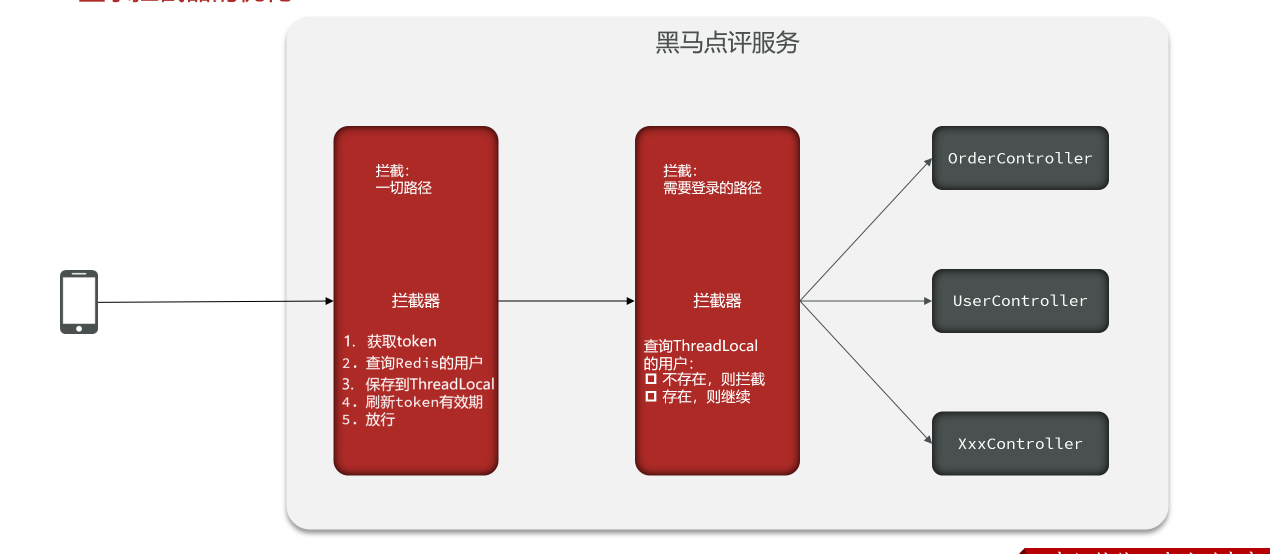 黑马点评服务
拦截：
一切路径
拦截器
1. 获取token
2. 查询Redis的用户
3. 保存到ThreadLocal
4. 刷新token有效期
5. 放行
拦截：
需要登录的路径
拦截器
查询ThreadLocal
的用户：
不存在，则拦截
存在，则继续
OrderController
UserController
XxxController